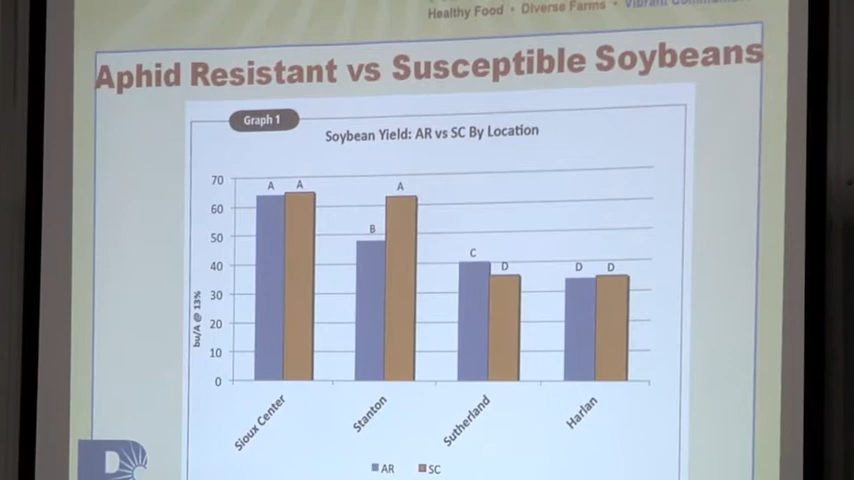 Healthy Food • Diverse Farms • Vibrant
Aphid Resistant vs Susceptible Soybeans
Graph 1
Soybean Yield: AR vs SC By Location
bu/A @ 13%
70
60
50
40
30
20
10
0
A A
B A
C D
D D
Sioux Center
Stanton
Sutherland
Harlan
AR SC